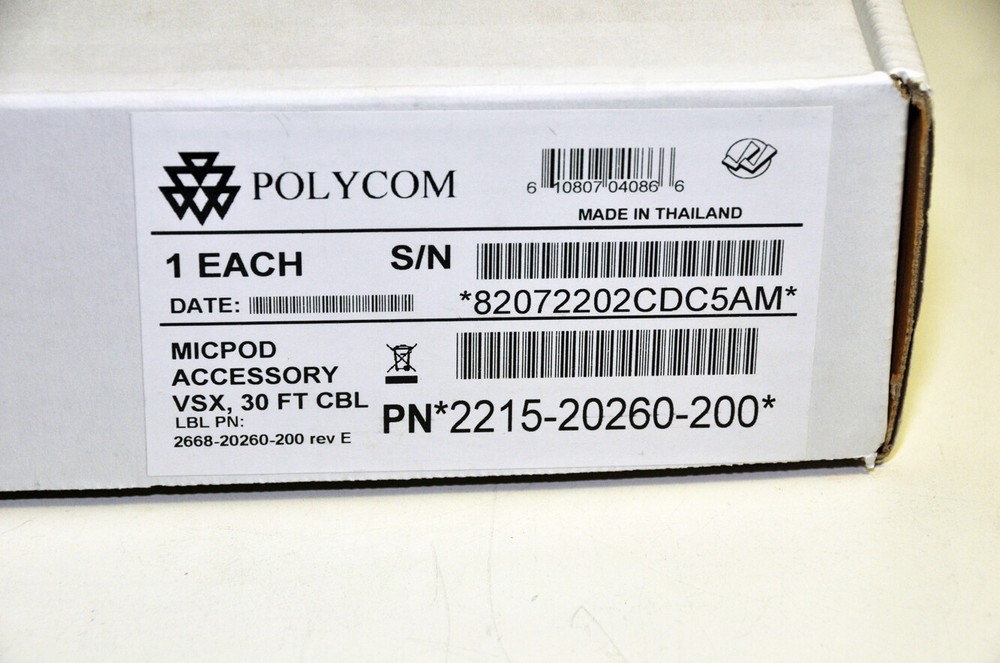 POLYCOM
6 10807 04086 6
MADE IN THAILAND
1 EACH
S/N
*82072202CDC5AM*
DATE:
MICPOD
ACCESSORY
VSX, 30 FT CBL
LBL PN:
2668-20260-200 rev E
PN*2215-20260-200*